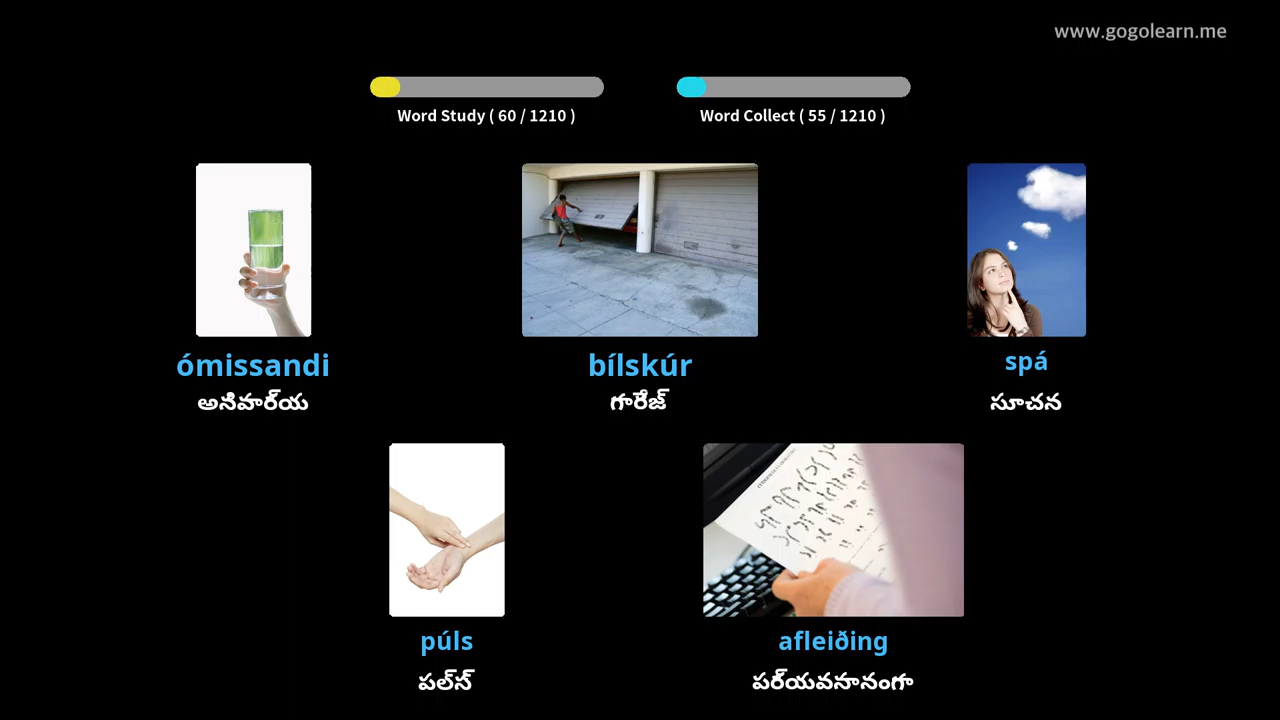 www.gogolearn.me
Word Study ( 60 / 1210 )
Word Collect ( 55 / 1210 )
ómissandi
అనివార్య
bílskúr
గారేజ్
spá
సూచన
púls
పల్స్
afleiðing
పర్యవసానంగా